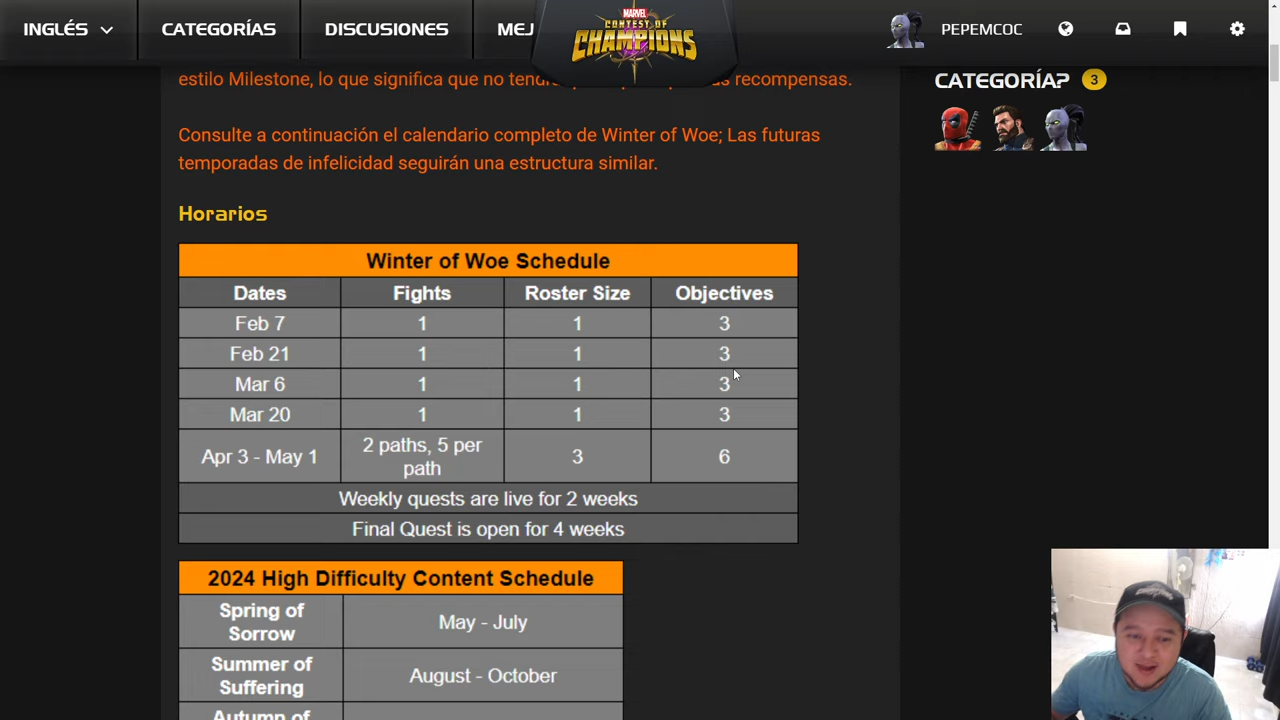 INGLÉS
CATEGORÍAS
DISCUSIONES
MEJ
MARVEL
CONTEST OF
CHAMPIONS
PEPEMCOC
estilo Milestone, lo que significa que no tendrá recompensas.
CATEGORÍA? 3
Consulte a continuación el calendario completo de Winter of Woe; Las futuras
temporadas de infelicidad seguirán una estructura similar.
Horarios
Winter of Woe Schedule
Dates Fights Roster Size Objectives
Feb 7 1 1 3
Feb 21 1 1 3
Mar 6 1 1 3
Mar 20 1 1 3
Apr 3 - May 1 2 paths, 5 per path 3 6
Weekly quests are live for 2 weeks
Final Quest is open for 4 weeks
2024 High Difficulty Content Schedule
Spring of
Sorrow
May - July
Summer of
Suffering
August - October
Autumn of